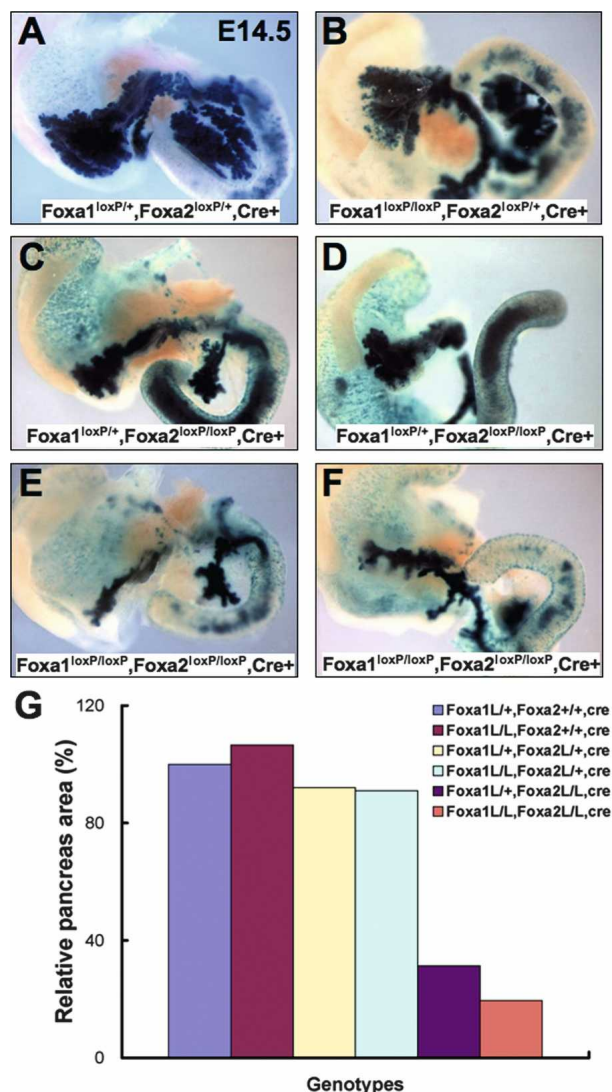 A
E14.5
Foxa1loxP/+,Foxa2loxP/+,Cre+
B
Foxa1loxP/loxP,Foxa2loxP/+,Cre+
C
Foxa1loxP/+,Foxa2loxP/loxP,Cre+
D
Foxa1loxP/+,Foxa2loxP/loxP,Cre+
E
Foxa1loxP/loxP,Foxa2loxP/loxP,Cre+
F
Foxa1loxP/loxP,Foxa2loxP/loxP,Cre+
G
Relative pancreas area (%)
120
80
40
0
Foxa1L/+,Foxa2+/+,cre
Foxa1L/L,Foxa2+/+,cre
Foxa1L/+,Foxa2L/+,cre
Foxa1L/L,Foxa2L/+,cre
Foxa1L/+,Foxa2L/L,cre
Foxa1L/L,Foxa2L/L,cre
Genotypes